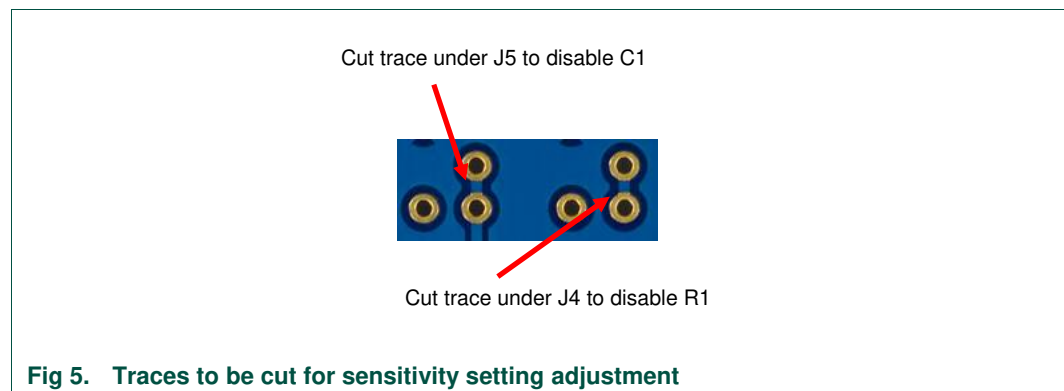 Cut trace under J5 to disable C1
Cut trace under J4 to disable R1
Fig 5. Traces to be cut for sensitivity setting adjustment